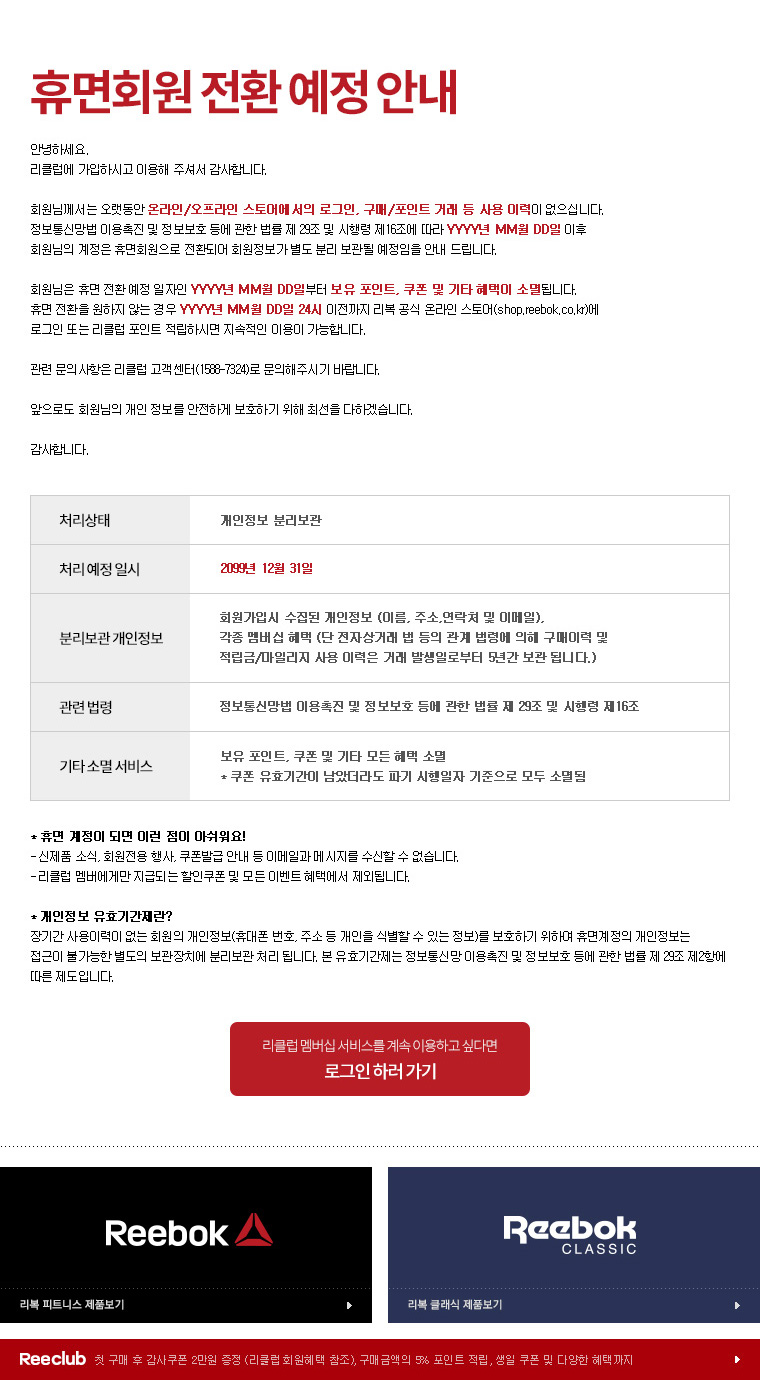 휴면회원 전환 예정 안내
안녕하세요.
리클럽에 가입하시고 이용해 주셔서 감사합니다.
회원님께서는 오랫동안 온라인/오프라인 스토어에서의 로그인, 구매/포인트 거래 등 사용 이력이 없으십니다.
정보통신망법 이용촉진 및 정보보호 등에 관한 법률 제 29조 및 시행령 제16조에 따라 YYYY년 MM월 DD일 이후
회원님의 계정은 휴면회원으로 전환되어 회원정보가 별도 분리 보관될 예정임을 안내 드립니다.
회원님은 휴면 전환 예정 일자인 YYYY년 MM월 DD일부터 보유 포인트, 쿠폰 및 기타 혜택이 소멸됩니다.
휴면 전환을 원하지 않는 경우 YYYY년 MM월 DD일 24시 이전까지 리복 공식 온라인 스토어(shop.reebok.co.kr)에
로그인 또는 리클럽 포인트 적립하시면 지속적인 이용이 가능합니다.
관련 문의사항은 리클럽 고객센터(1588-7324)로 문의해주시기 바랍니다.
앞으로도 회원님의 개인 정보를 안전하게 보호하기 위해 최선을 다하겠습니다.
감사합니다.
처리상태
개인정보 분리보관
처리 예정 일시
2099년 12월 31일
분리보관 개인정보
회원가입시 수집된 개인정보 (이름, 주소,연락처 및 이메일),
각종 멤버십 혜택 (단 전자상거래 법 등의 관계 법령에 의해 구매이력 및
적립금/마일리지 사용 이력은 거래 발생일로부터 5년간 보관 됩니다.)
관련 법령
정보통신망법 이용촉진 및 정보보호 등에 관한 법률 제 29조 및 시행령 제16조
기타 소멸 서비스
보유 포인트, 쿠폰 및 기타 모든 혜택 소멸
* 쿠폰 유효기간이 남았더라도 파기 시행일자 기준으로 모두 소멸됨
* 휴면 계정이 되면 이런 점이 아쉬워요!
- 신제품 소식, 회원전용 행사, 쿠폰발급 안내 등 이메일과 메시지를 수신할 수 없습니다.
- 리클럽 멤버에게만 지급되는 할인쿠폰 및 모든 이벤트 혜택에서 제외됩니다.
* 개인정보 유효기간제란?
장기간 사용이력이 없는 회원의 개인정보(휴대폰 번호, 주소 등 개인을 식별할 수 있는 정보)를 보호하기 위하여 휴면계정의 개인정보는
접근이 불가능한 별도의 보관장치에 분리보관 처리 됩니다. 본 유효기간제는 정보통신망 이용촉진 및 정보보호 등에 관한 법률 제 29조 제2항에
따른 제도입니다.
리클럽 멤버십 서비스를 계속 이용하고 싶다면
로그인 하러 가기
Reebok
Reebok
CLASSIC
리복 피트니스 제품보기
리복 클래식 제품보기
Reeclub 첫 구매 후 감사쿠폰 2만원 증정 (리클럽 회원혜택 참조), 구매금액의 5% 포인트 적립, 생일 쿠폰 및 다양한 혜택까지